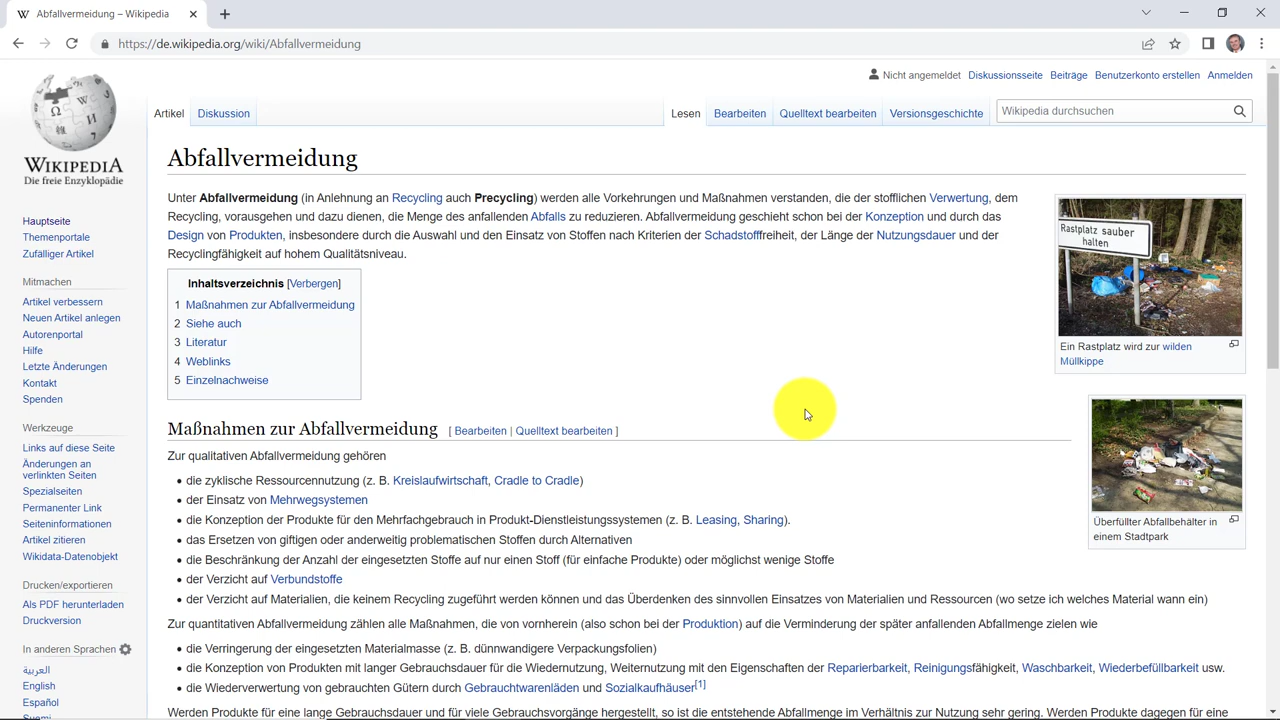 Abfallvermeidung – Wikipedia
https://de.wikipedia.org/wiki/Abfallvermeidung
Nicht angemeldet Diskussionsseite Beiträge Benutzerkonto erstellen Anmelden
WIKIPEDIA
Die freie Enzyklopädie
Artikel Diskussion Lesen Bearbeiten Quelltext bearbeiten Versionsgeschichte Wikipedia durchsuchen
Hauptseite
Themenportale
Zufälliger Artikel
Mitmachen
Artikel verbessern
Neuen Artikel anlegen
Autorenportal
Hilfe
Letzte Änderungen
Kontakt
Spenden
Werkzeuge
Links auf diese Seite
Änderungen an
verlinkten Seiten
Spezialseiten
Permanenter Link
Seiteninformationen
Artikel zitieren
Wikidata-Datenobjekt
Drucken/exportieren
Als PDF herunterladen
Druckversion
In anderen Sprachen
العربية
English
Español
Suomi
Abfallvermeidung
Unter Abfallvermeidung (in Anlehnung an Recycling auch Precycling) werden alle Vorkehrungen und Maßnahmen verstanden, die der stofflichen Verwertung, dem
Recycling, vorausgehen und dazu dienen, die Menge des anfallenden Abfalls zu reduzieren. Abfallvermeidung geschieht schon bei der Konzeption und durch das
Design von Produkten, insbesondere durch die Auswahl und den Einsatz von Stoffen nach Kriterien der Schadstofffreiheit, der Länge der Nutzungsdauer und der
Recyclingfähigkeit auf hohem Qualitätsniveau.
Inhaltsverzeichnis [Verbergen]
1 Maßnahmen zur Abfallvermeidung
2 Siehe auch
3 Literatur
4 Weblinks
5 Einzelnachweise
Rastplatz sauber
halten
Ein Rastplatz wird zur wilden
Müllkippe
Überfüllter Abfallbehälter in
einem Stadtpark
Maßnahmen zur Abfallvermeidung [ Bearbeiten | Quelltext bearbeiten ]
Zur qualitativen Abfallvermeidung gehören
• die zyklische Ressourcennutzung (z. B. Kreislaufwirtschaft, Cradle to Cradle)
• der Einsatz von Mehrwegsystemen
• die Konzeption der Produkte für den Mehrfachgebrauch in Produkt-Dienstleistungssystemen (z. B. Leasing, Sharing).
• das Ersetzen von giftigen oder anderweitig problematischen Stoffen durch Alternativen
• die Beschränkung der Anzahl der eingesetzten Stoffe auf nur einen Stoff (für einfache Produkte) oder möglichst wenige Stoffe
• der Verzicht auf Verbundstoffe
• der Verzicht auf Materialien, die keinem Recycling zugeführt werden können und das Überdenken des sinnvollen Einsatzes von Materialien und Ressourcen (wo setze ich welches Material wann ein)
Zur quantitativen Abfallvermeidung zählen alle Maßnahmen, die von vornherein (also schon bei der Produktion) auf die Verminderung der später anfallenden Abfallmenge zielen wie
• die Verringerung der eingesetzten Materialmasse (z. B. dünnwandigere Verpackungsfolien)
• die Konzeption von Produkten mit langer Gebrauchsdauer für die Wiedernutzung, Weiternutzung mit den Eigenschaften der Reparierbarkeit, Reinigungsfähigkeit, Waschbarkeit, Wiederbefüllbarkeit usw.
• die Wiederverwertung von gebrauchten Gütern durch Gebrauchtwarenläden und Sozialkaufhäuser[1]
Werden Produkte für eine lange Gebrauchsdauer und für viele Gebrauchsvorgänge hergestellt, so ist die entstehende Abfallmenge im Verhältnis zur Nutzung sehr gering. Werden Produkte dagegen für eine